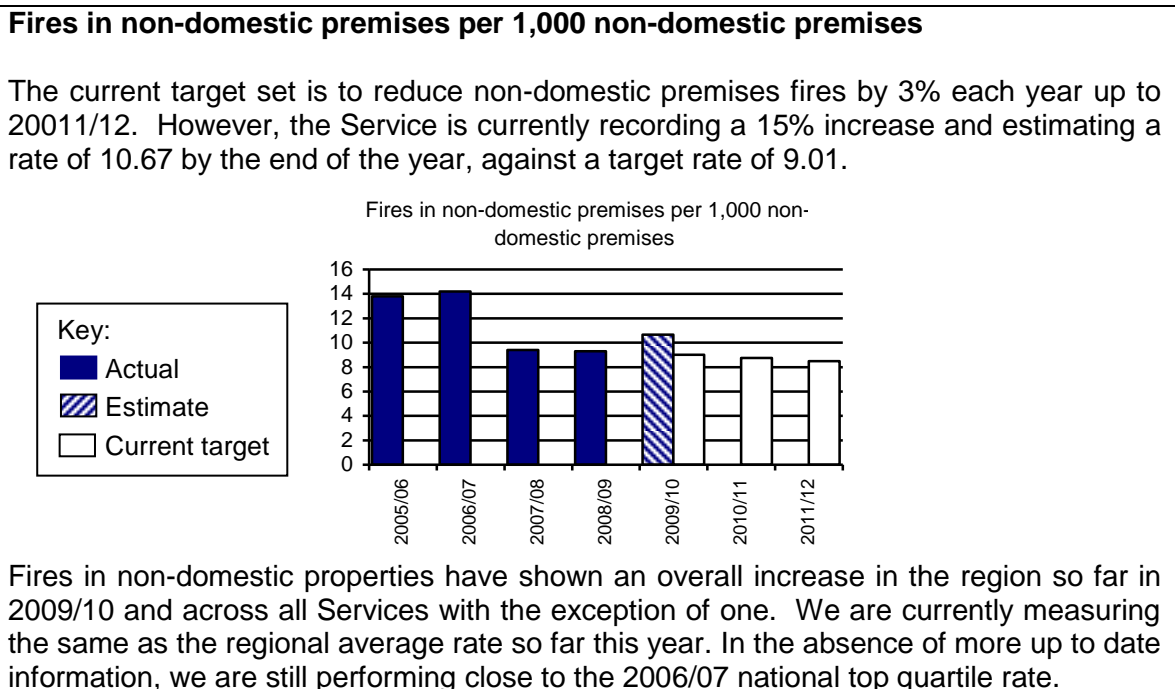 Fires in non-domestic premises per 1,000 non-domestic premises
The current target set is to reduce non-domestic premises fires by 3% each year up to
20011/12. However, the Service is currently recording a 15% increase and estimating a
rate of 10.67 by the end of the year, against a target rate of 9.01.
Fires in non-domestic premises per 1,000 non-
domestic premises
Key:
Actual
Estimate
Current target
16
14
12
10
8
6
4
2
0
2005/06
2006/07
2007/08
2008/09
2009/10
2010/11
2011/12
Fires in non-domestic properties have shown an overall increase in the region so far in
2009/10 and across all Services with the exception of one. We are currently measuring
the same as the regional average rate so far this year. In the absence of more up to date
information, we are still performing close to the 2006/07 national top quartile rate.